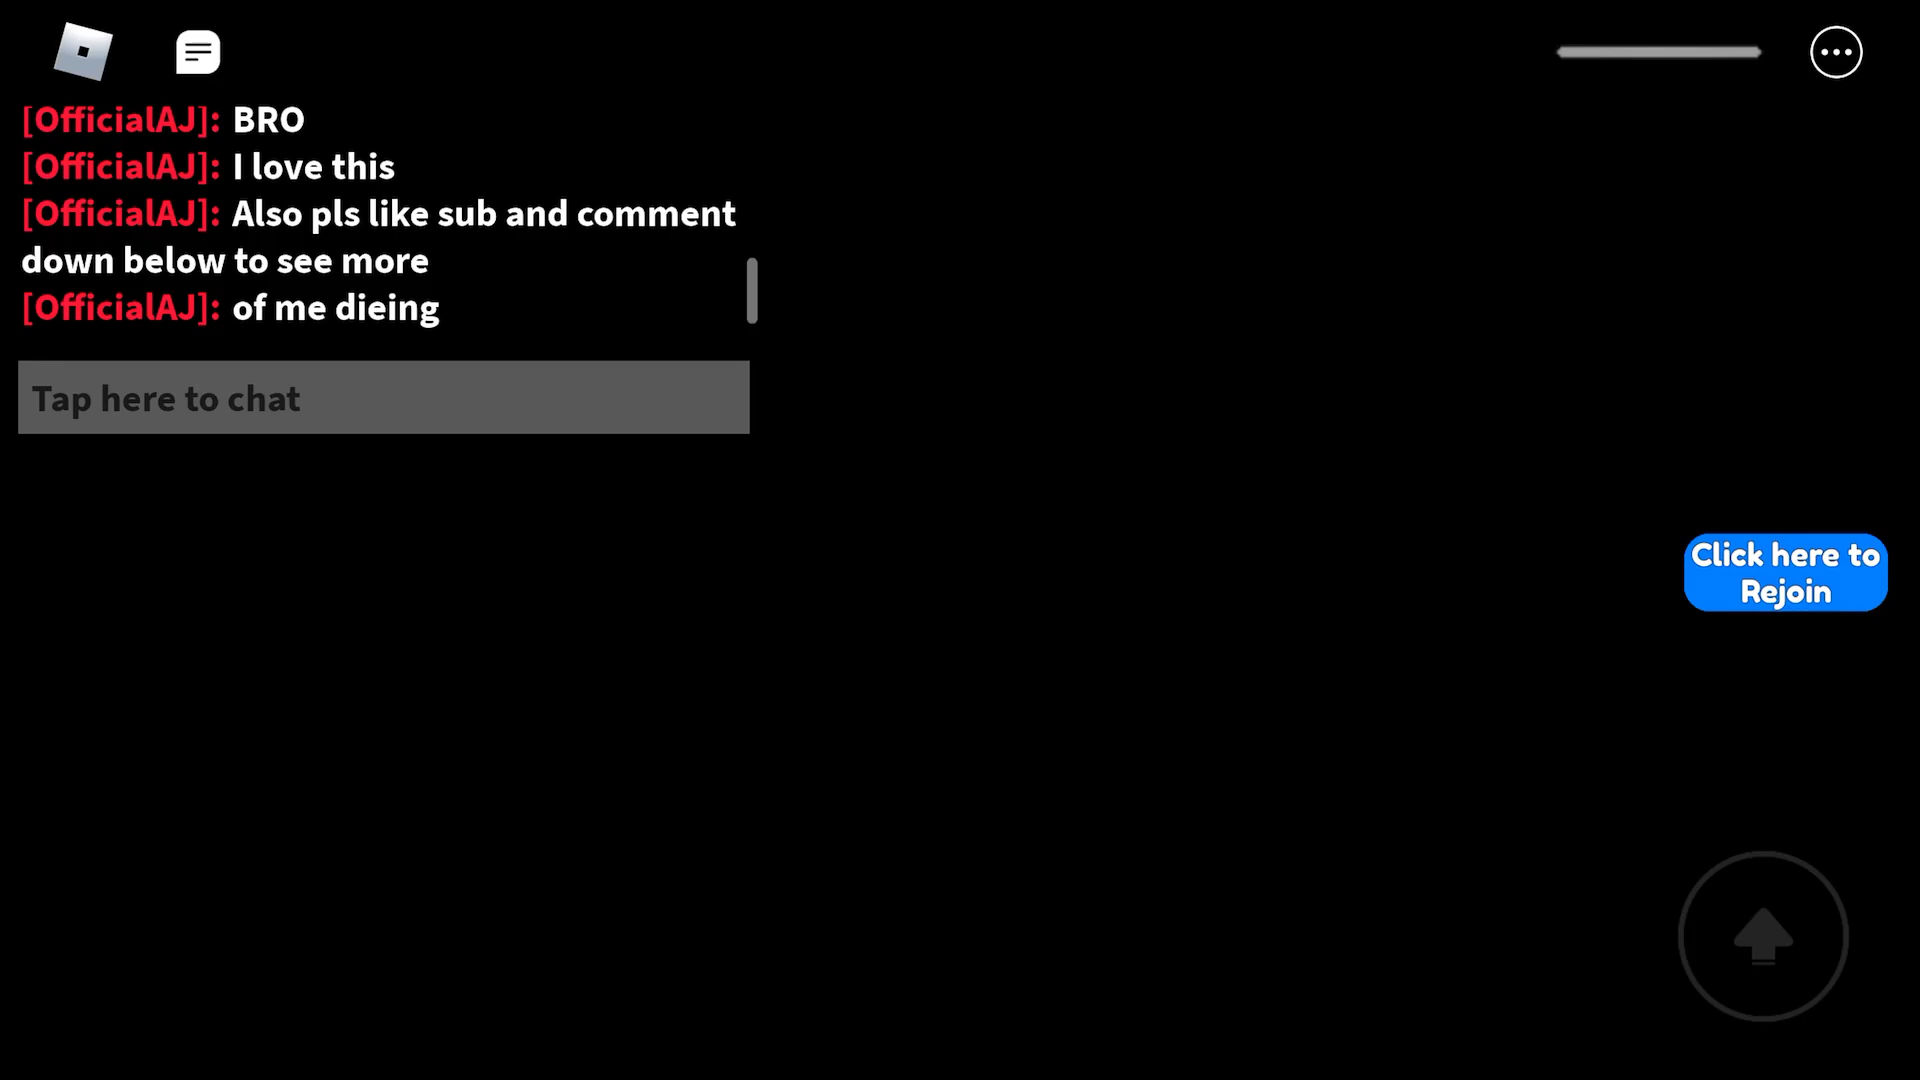 [OfficialAJ]: BRO
[OfficialAJ]: I love this
[OfficialAJ]: Also pls like sub and comment
down below to see more
[OfficialAJ]: of me dieing
Tap here to chat
Click here to
Rejoin